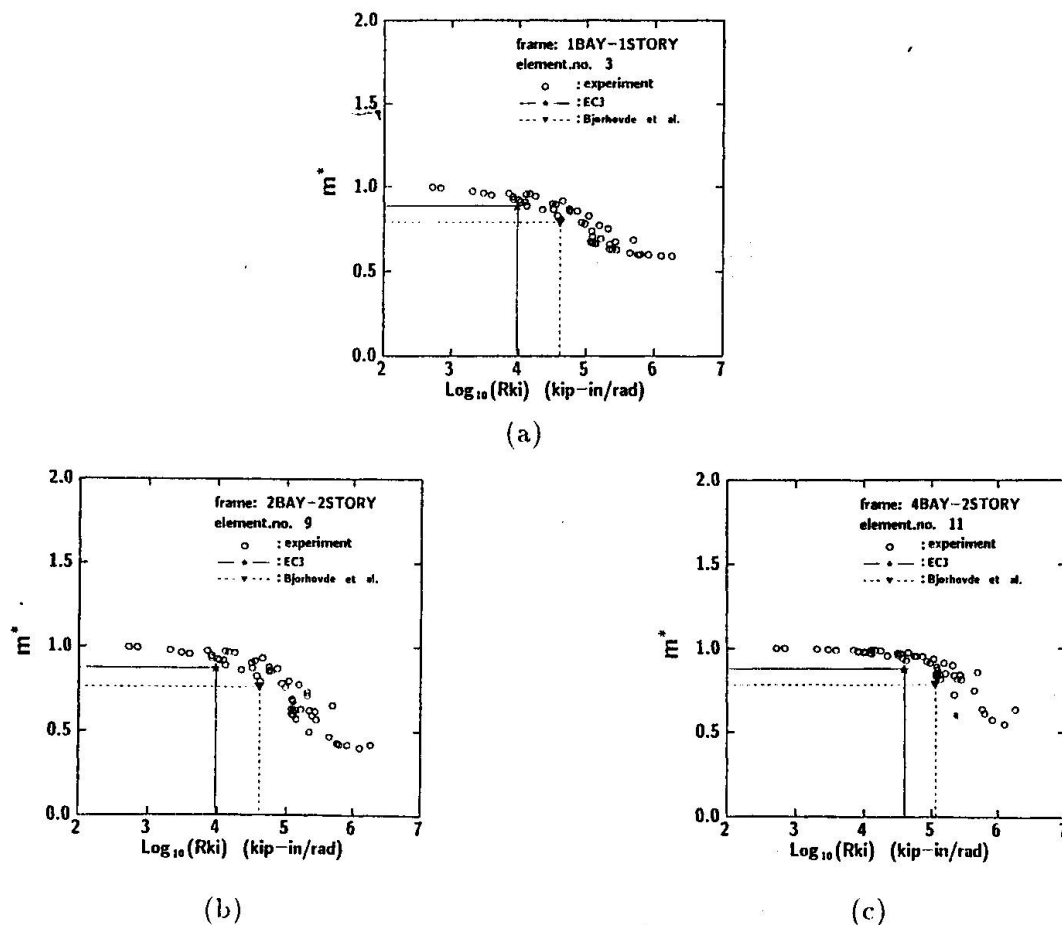 2.0
frame: 1BAY-1STORY
element.no. 3
o : experiment
: EC3
: Bjorhovde et al.
1.5
m*
1.0
0.5
0.0
2 3 4 5 6 7
Log₁₀(Rki) (kip-in/rad)
(a)
2.0
frame: 2BAY-2STORY
element.no. 9
o : experiment
: EC3
: Bjorhovde et al.
1.5
m*
1.0
0.5
0.0
2 3 4 5 6 7
Log₁₀(Rki) (kip-in/rad)
(b)
2.0
frame: 4BAY-2STORY
element.no. 11
o : experiment
: EC3
: Bjorhovde et al.
1.5
m*
1.0
0.5
0.0
2 3 4 5 6 7
Log₁₀(Rki) (kip-in/rad)
(c)